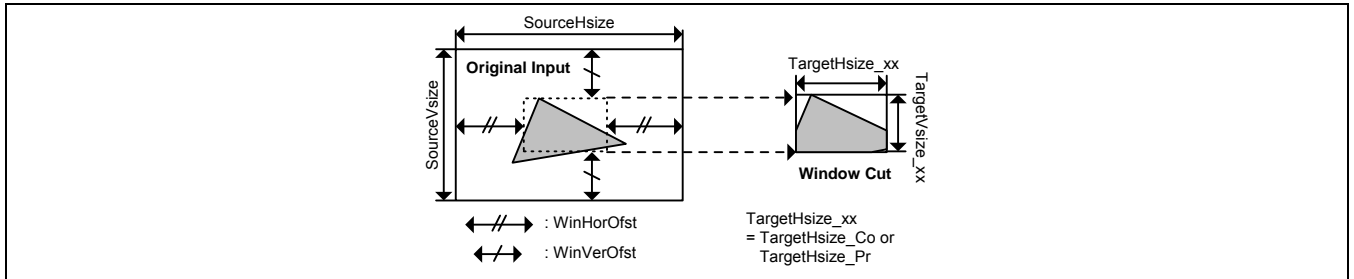 SourceHsize
Original Input
SourceVsize
TargetHsize_xx
TargetVsize_xx
Window Cut
: WinHorOfst
: WinVerOfst
TargetHsize_xx
= TargetHsize_Co or
TargetHsize_Pr